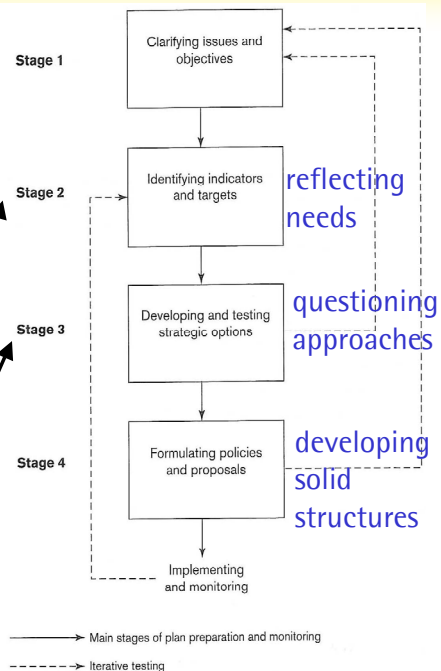 Stage 1
Clarifying issues and
objectives
Stage 2
Identifying indicators
and targets
reflecting
needs
Stage 3
Developing and testing
strategic options
questioning
approaches
Stage 4
Formulating policies
and proposals
developing
solid
structures
Implementing
and monitoring
Main stages of plan preparation and monitoring
Iterative testing